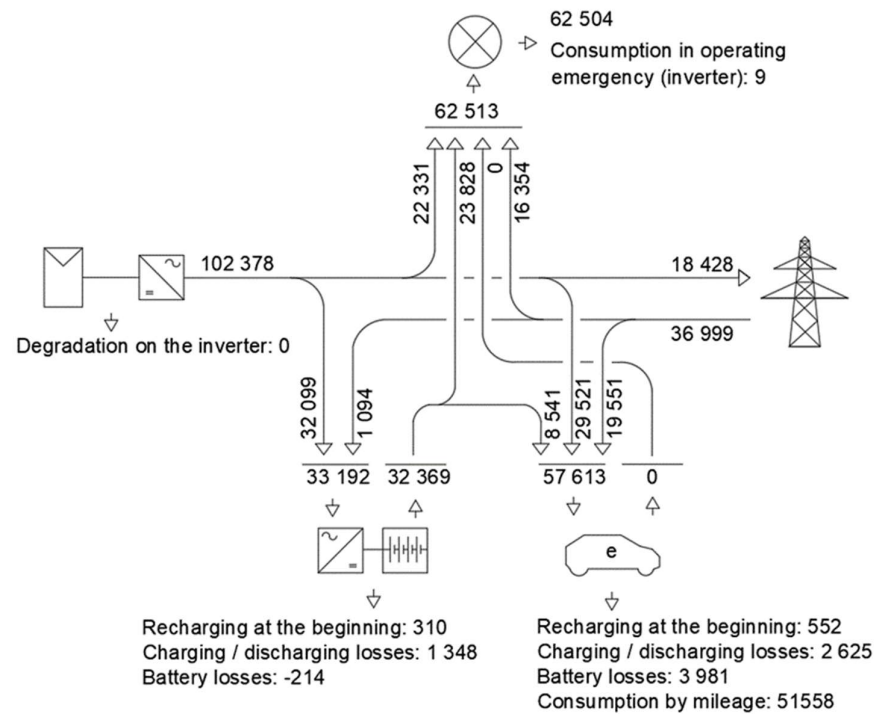 62 504
Consumption in operating
emergency (inverter): 9
62 513
22 331
23 828
0
16 354
102 378
18 428
36 999
Degradation on the inverter: 0
32 099
1 094
8 541
29 521
19 551
33 192
32 369
57 613
0
e
Recharging at the beginning: 310
Charging / discharging losses: 1 348
Battery losses: -214
Recharging at the beginning: 552
Charging / discharging losses: 2 625
Battery losses: 3 981
Consumption by mileage: 51558